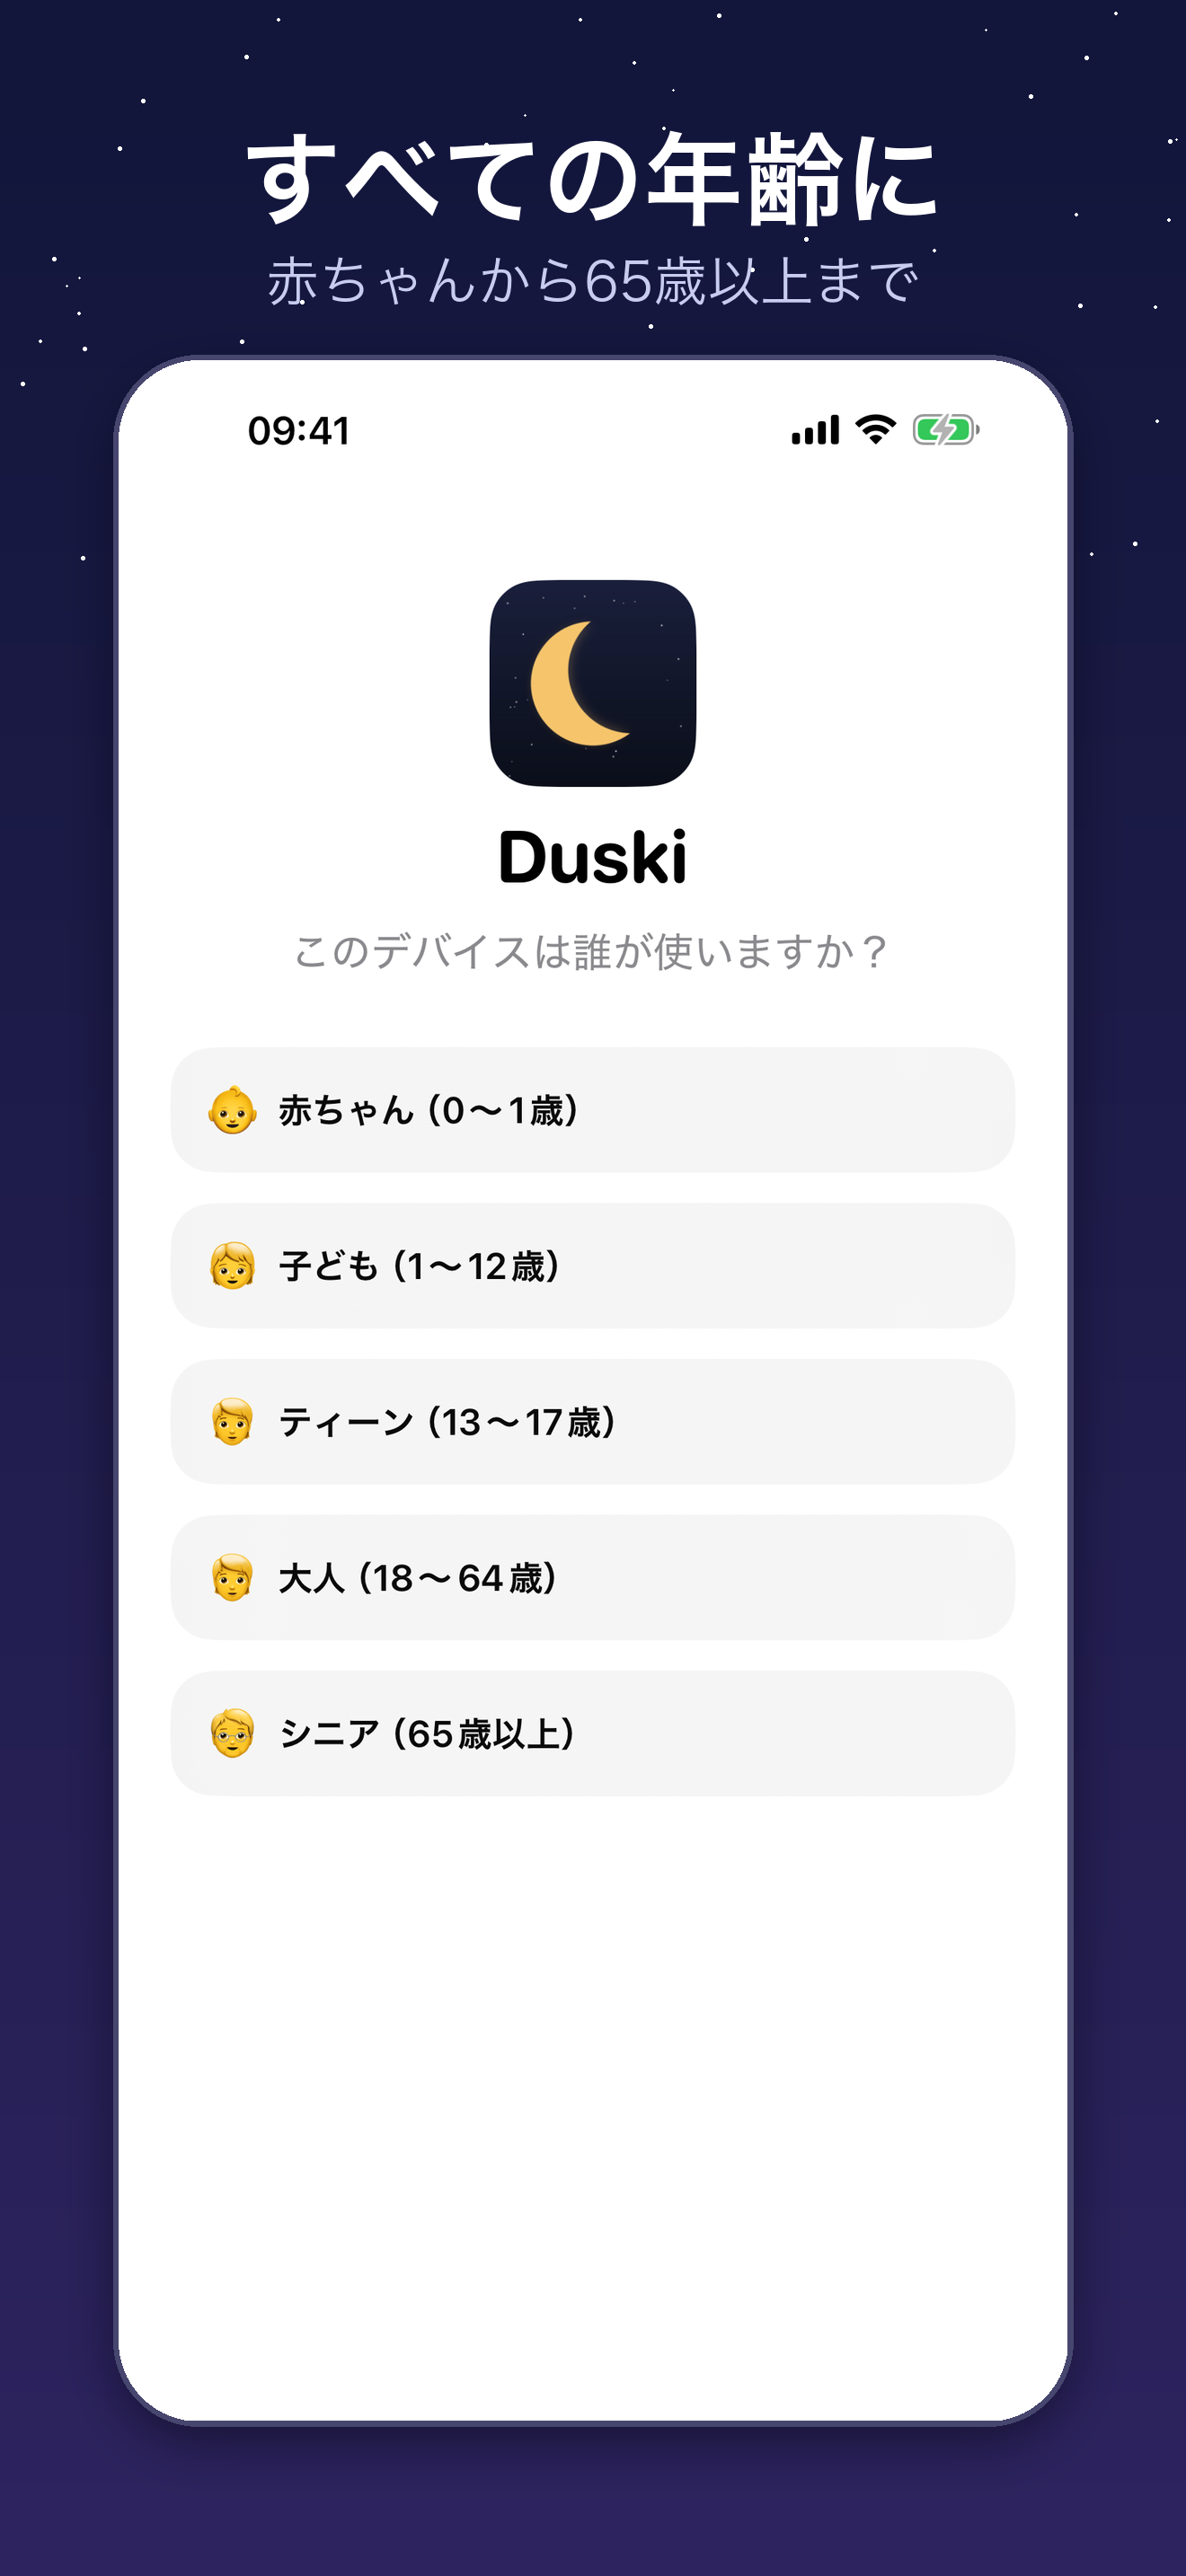 すべての年齢に
赤ちゃんから65歳以上まで
09:41
Duski
このデバイスは誰が使いますか？
赤ちゃん（0〜1歳）
子ども（1〜12歳）
ティーン（13〜17歳）
大人（18〜64歳）
シニア（65歳以上）